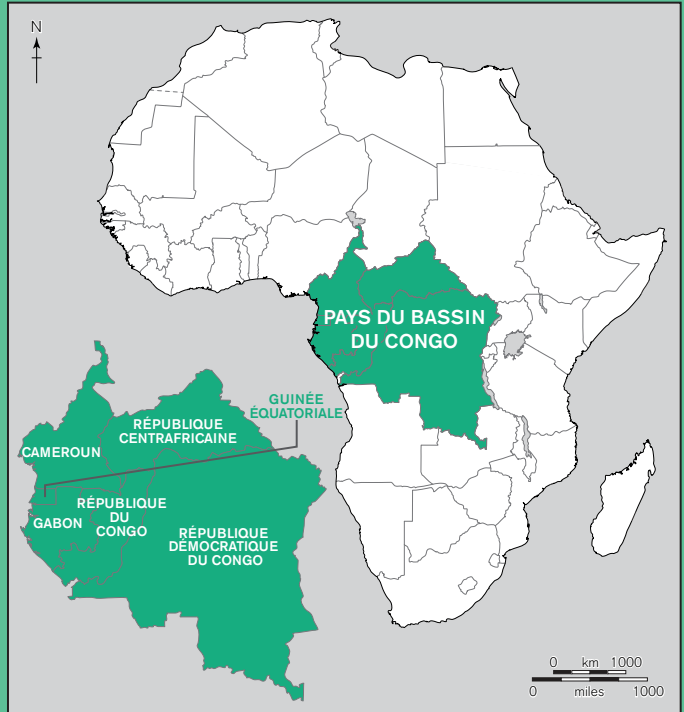 N
PAYS DU BASSIN
DU CONGO
GUINÉE
ÉQUATORIALE
RÉPUBLIQUE
CENTRAFRICAINE
CAMEROUN
RÉPUBLIQUE
DU
CONGO
GABON
RÉPUBLIQUE
DÉMOCRATIQUE
DU CONGO
0 km 1000
0 miles 1000